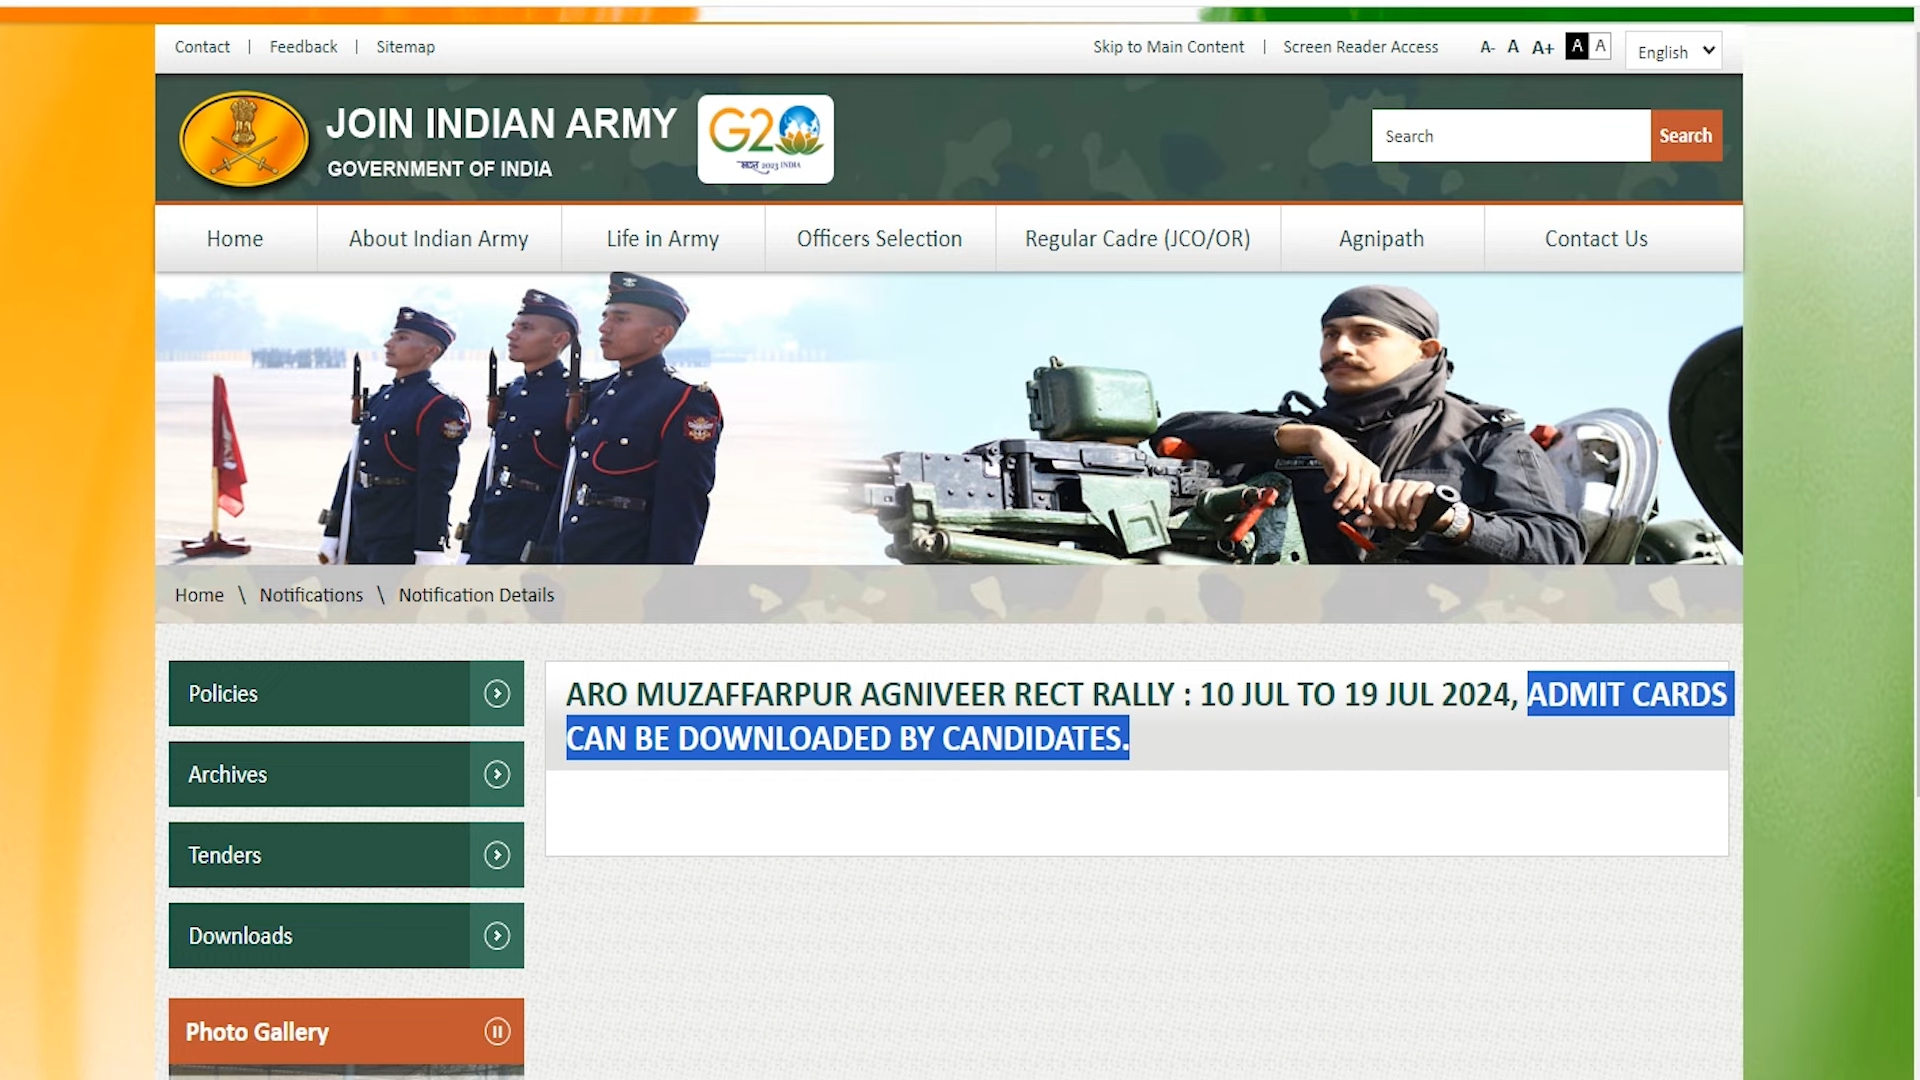 Contact | Feedback | Sitemap
Skip to Main Content | Screen Reader Access A- A A+ A A English
JOIN INDIAN ARMY
GOVERNMENT OF INDIA
G20
2023 INDIA
Search Search
Home About Indian Army Life in Army Officers Selection Regular Cadre (JCO/OR) Agnipath Contact Us
Home \ Notifications \ Notification Details
Policies
Archives
Tenders
Downloads
Photo Gallery
ARO MUZAFFARPUR AGNIVEER RECT RALLY : 10 JUL TO 19 JUL 2024, ADMIT CARDS
CAN BE DOWNLOADED BY CANDIDATES.